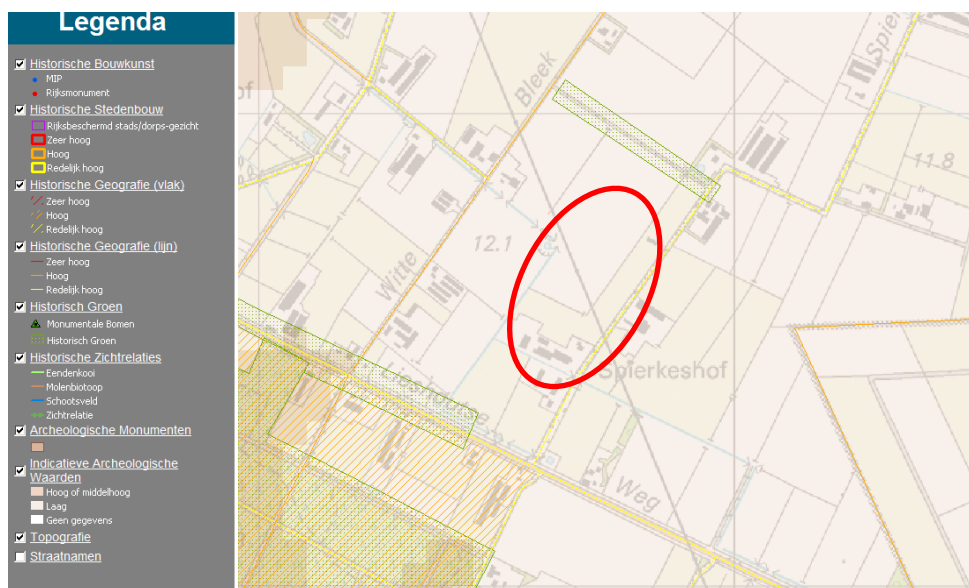 Legenda
Historische Bouwkunst
MIP
Rijksmonument
Historische Stedenbouw
Rijksbeschermd stads/dorps-gezicht
Zeer hoog
Hoog
Redelijk hoog
Historische Geografie (vlak)
Zeer hoog
Hoog
Redelijk hoog
Historische Geografie (lijn)
Zeer hoog
Hoog
Redelijk hoog
Historisch Groen
Monumentale Bomen
Historisch Groen
Historische Zichtrelaties
Eendenkooi
Molenbiotoop
Schootsveld
Zichtrelatie
Archeologische Monumenten
Indicatieve Archeologische
Waarden
Hoog of middelhoog
Laag
Geen gegevens
Topografie
Straatnamen
of
Bleek
Spier
11.8
12.1
Witte
Spierkeshof
Weg